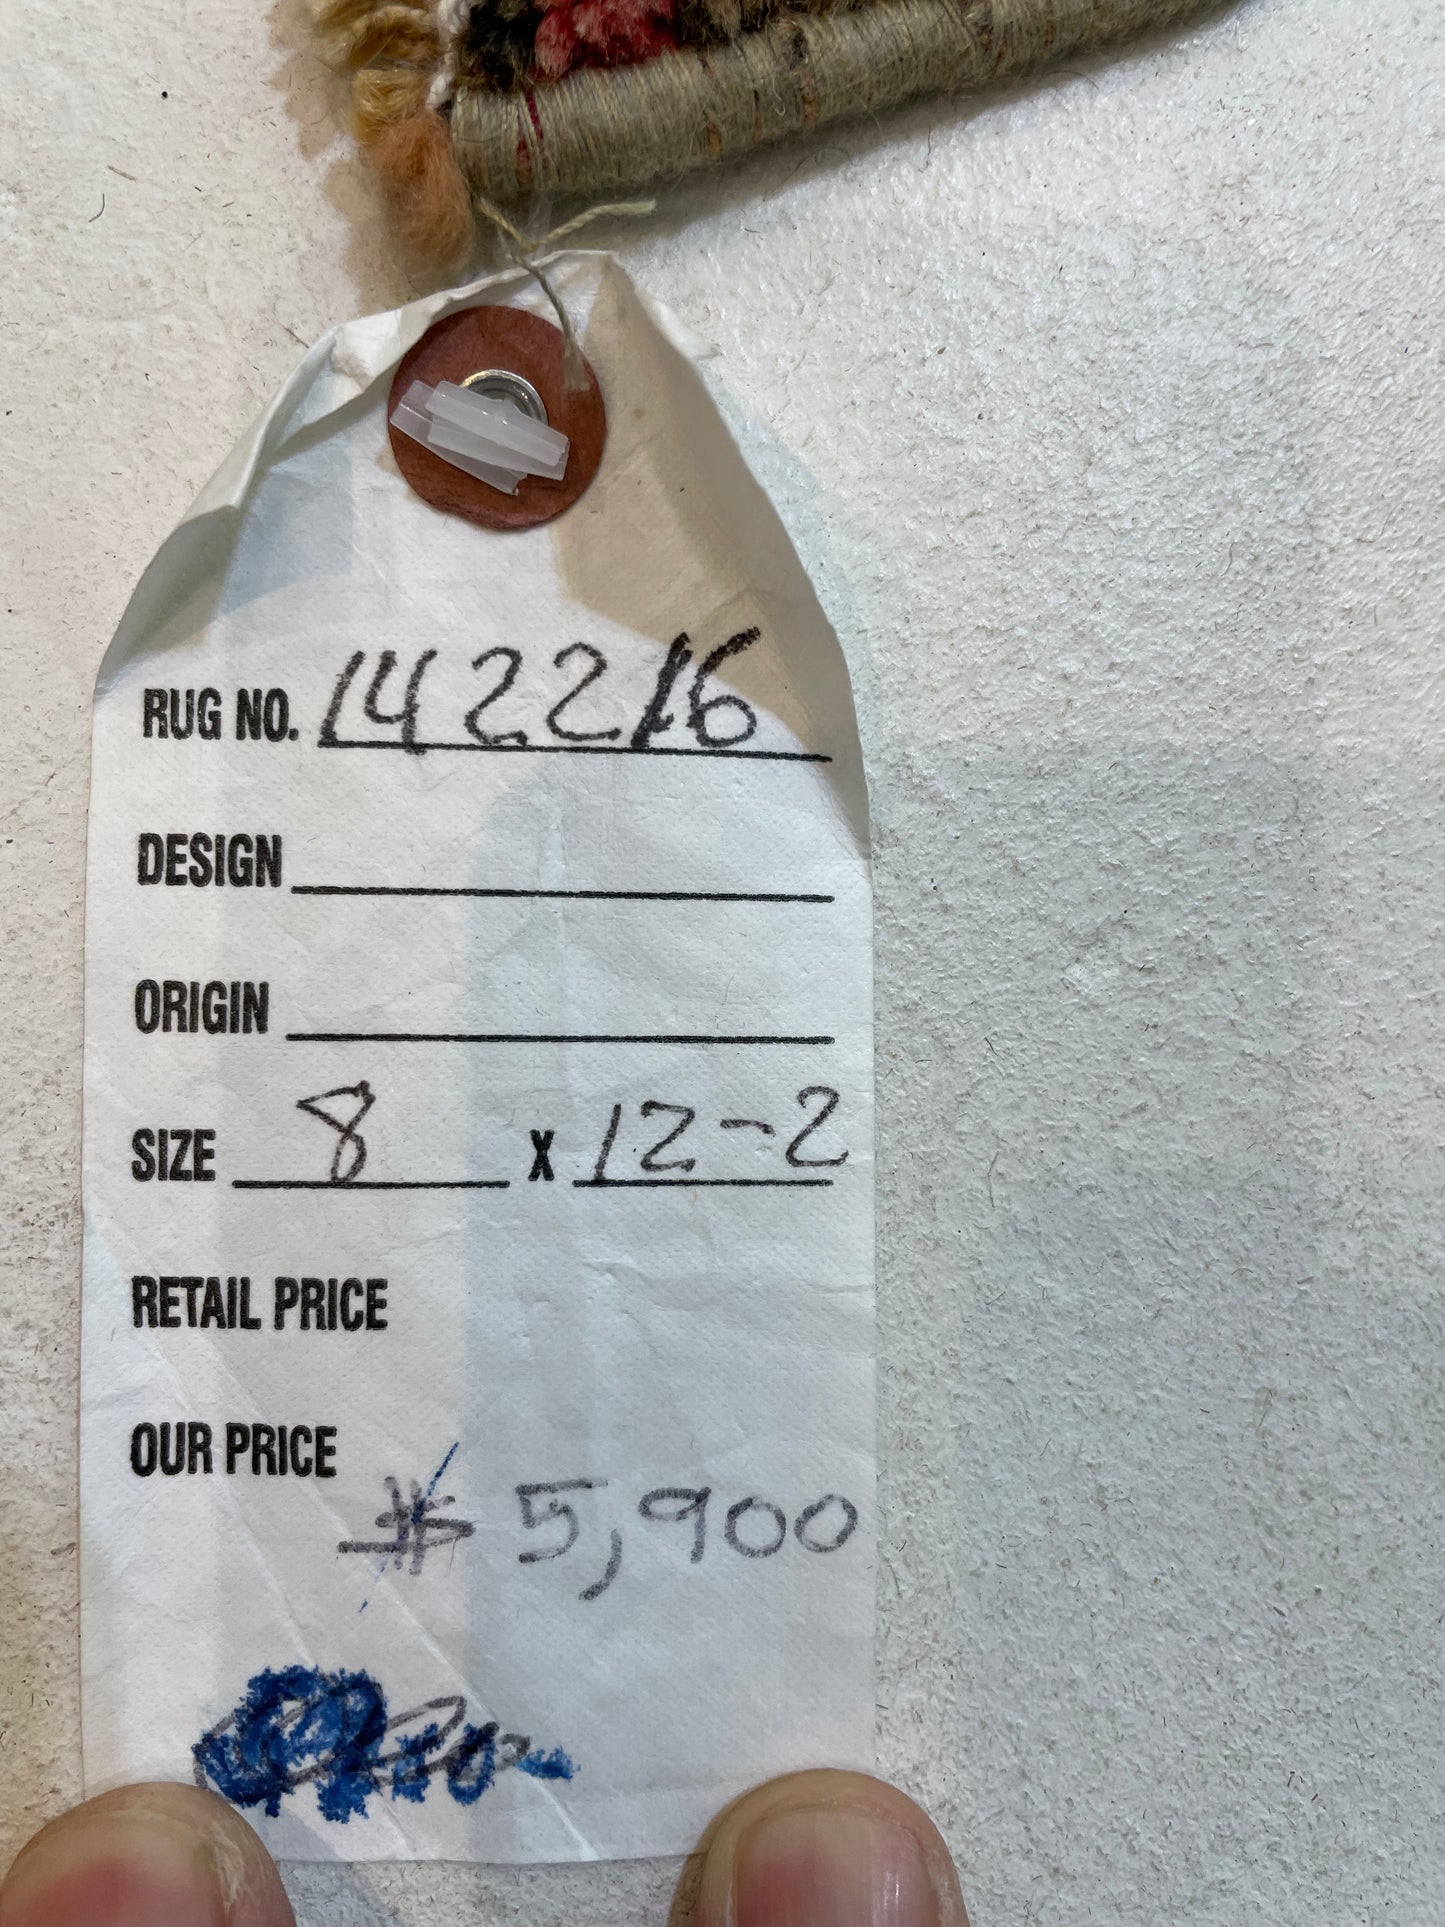 RUG NO. 142216
DESIGN
ORIGIN
SIZE 8 X 12-2
RETAIL PRICE
OUR PRICE
$ 5,900